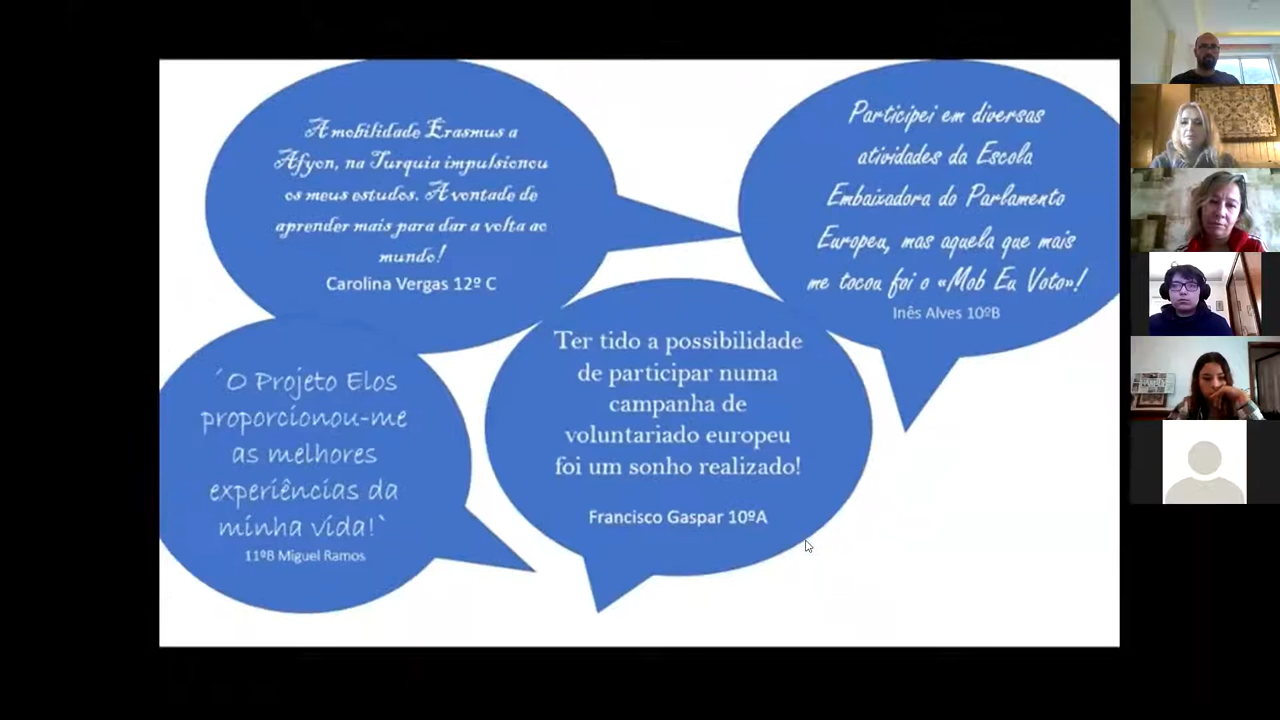 A mobilidade Erasmus a
Afyon, na Turquia impulsionou
os meus estudos. A vontade de
aprender mais para dar a volta ao
mundo!
Carolina Vergas 12º C
Participei em diversas
atividades da Escola
Embaixadora do Parlamento
Europeu, mas aquela que mais
me tocou foi o «Mob Eu Voto»!
Inês Alves 10ºB
´O Projeto Elos
proporcionou-me
as melhores
experiências da
minha vida!`
11ºB Miguel Ramos
Ter tido a possibilidade
de participar numa
campanha de
voluntariado europeu
foi um sonho realizado!
Francisco Gaspar 10ºA